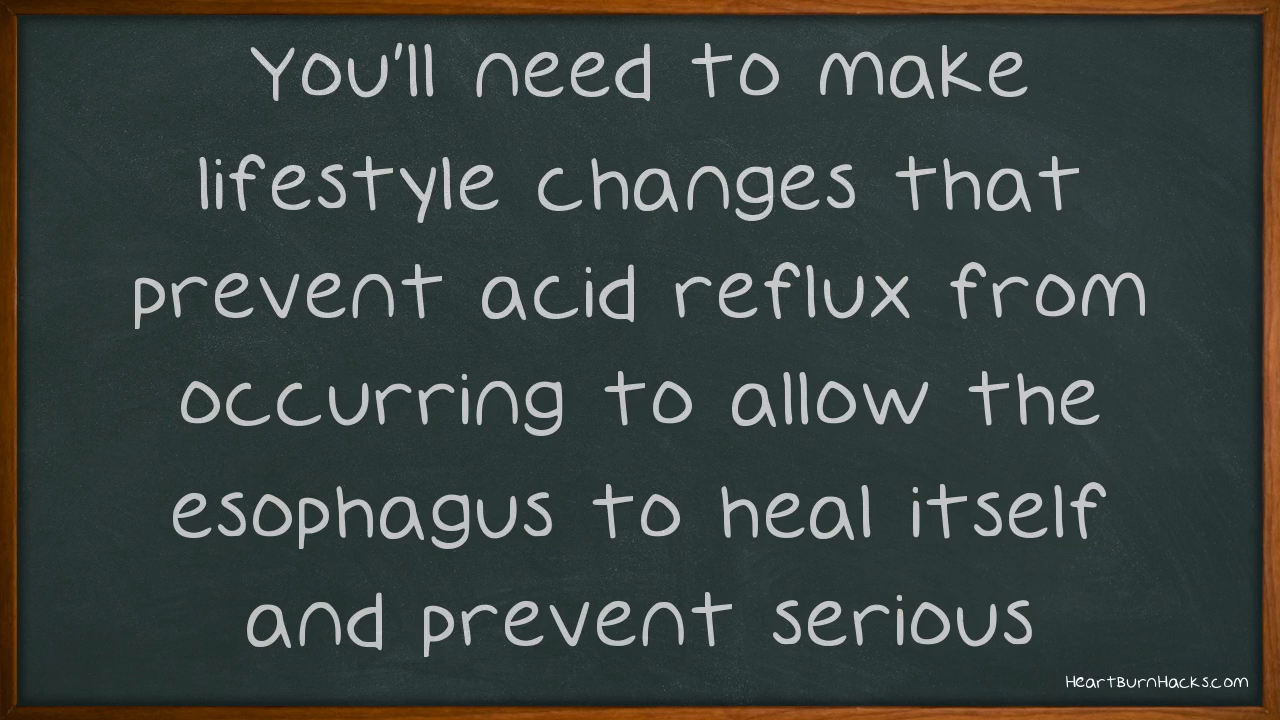 You'll need to make
lifestyle changes that
prevent acid reflux from
occurring to allow the
esophagus to heal itself
and prevent serious
HeartBurnHacks.com